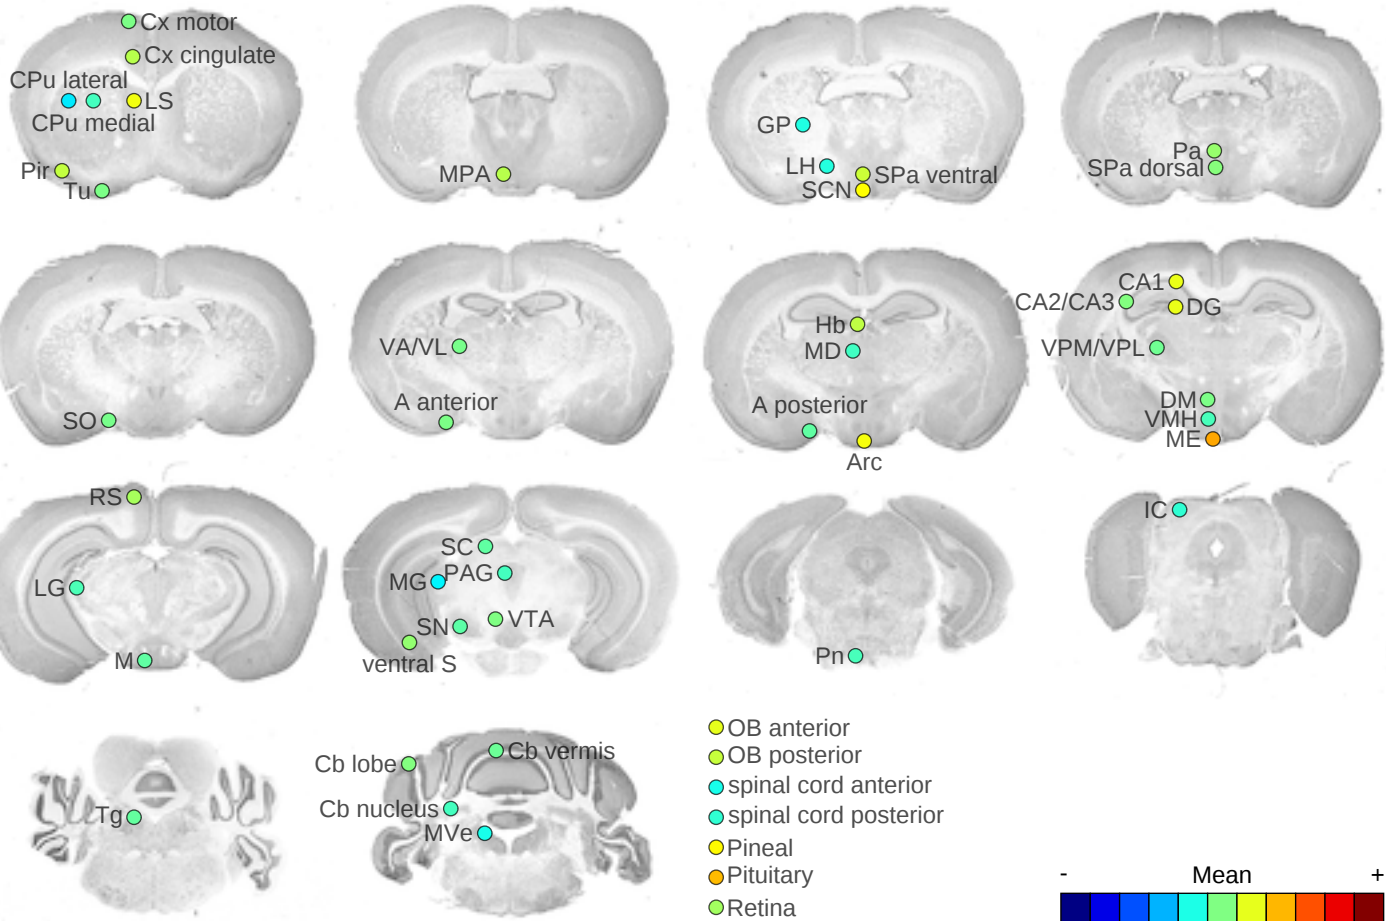 Cx motor
Cx cingulate
CPu lateral
LS
CPu medial
Pir
Tu
MPA
GP
LH
SPa ventral
SCN
Pa
SPa dorsal
SO
VA/VL
A anterior
Hb
MD
A posterior
Arc
CA1
CA2/CA3
DG
VPM/VPL
DM
VMH
ME
RS
LG
M
SC
MG
PAG
SN
VTA
ventral S
Pn
IC
Tg
Cb lobe
Cb vermis
Cb nucleus
MVe
OB anterior
OB posterior
spinal cord anterior
spinal cord posterior
Pineal
Pituitary
Retina
- Mean +